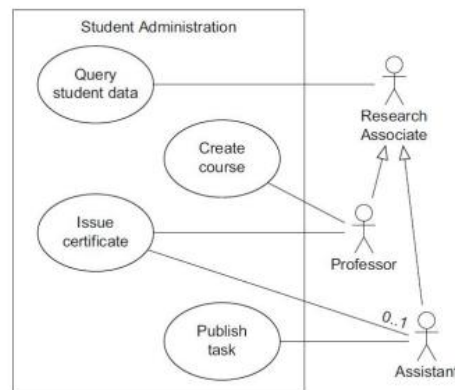 Student Administration
Query
student data
Research
Associate
Create
course
Issue
certificate
Professor
0..1
Publish
task
Assistant